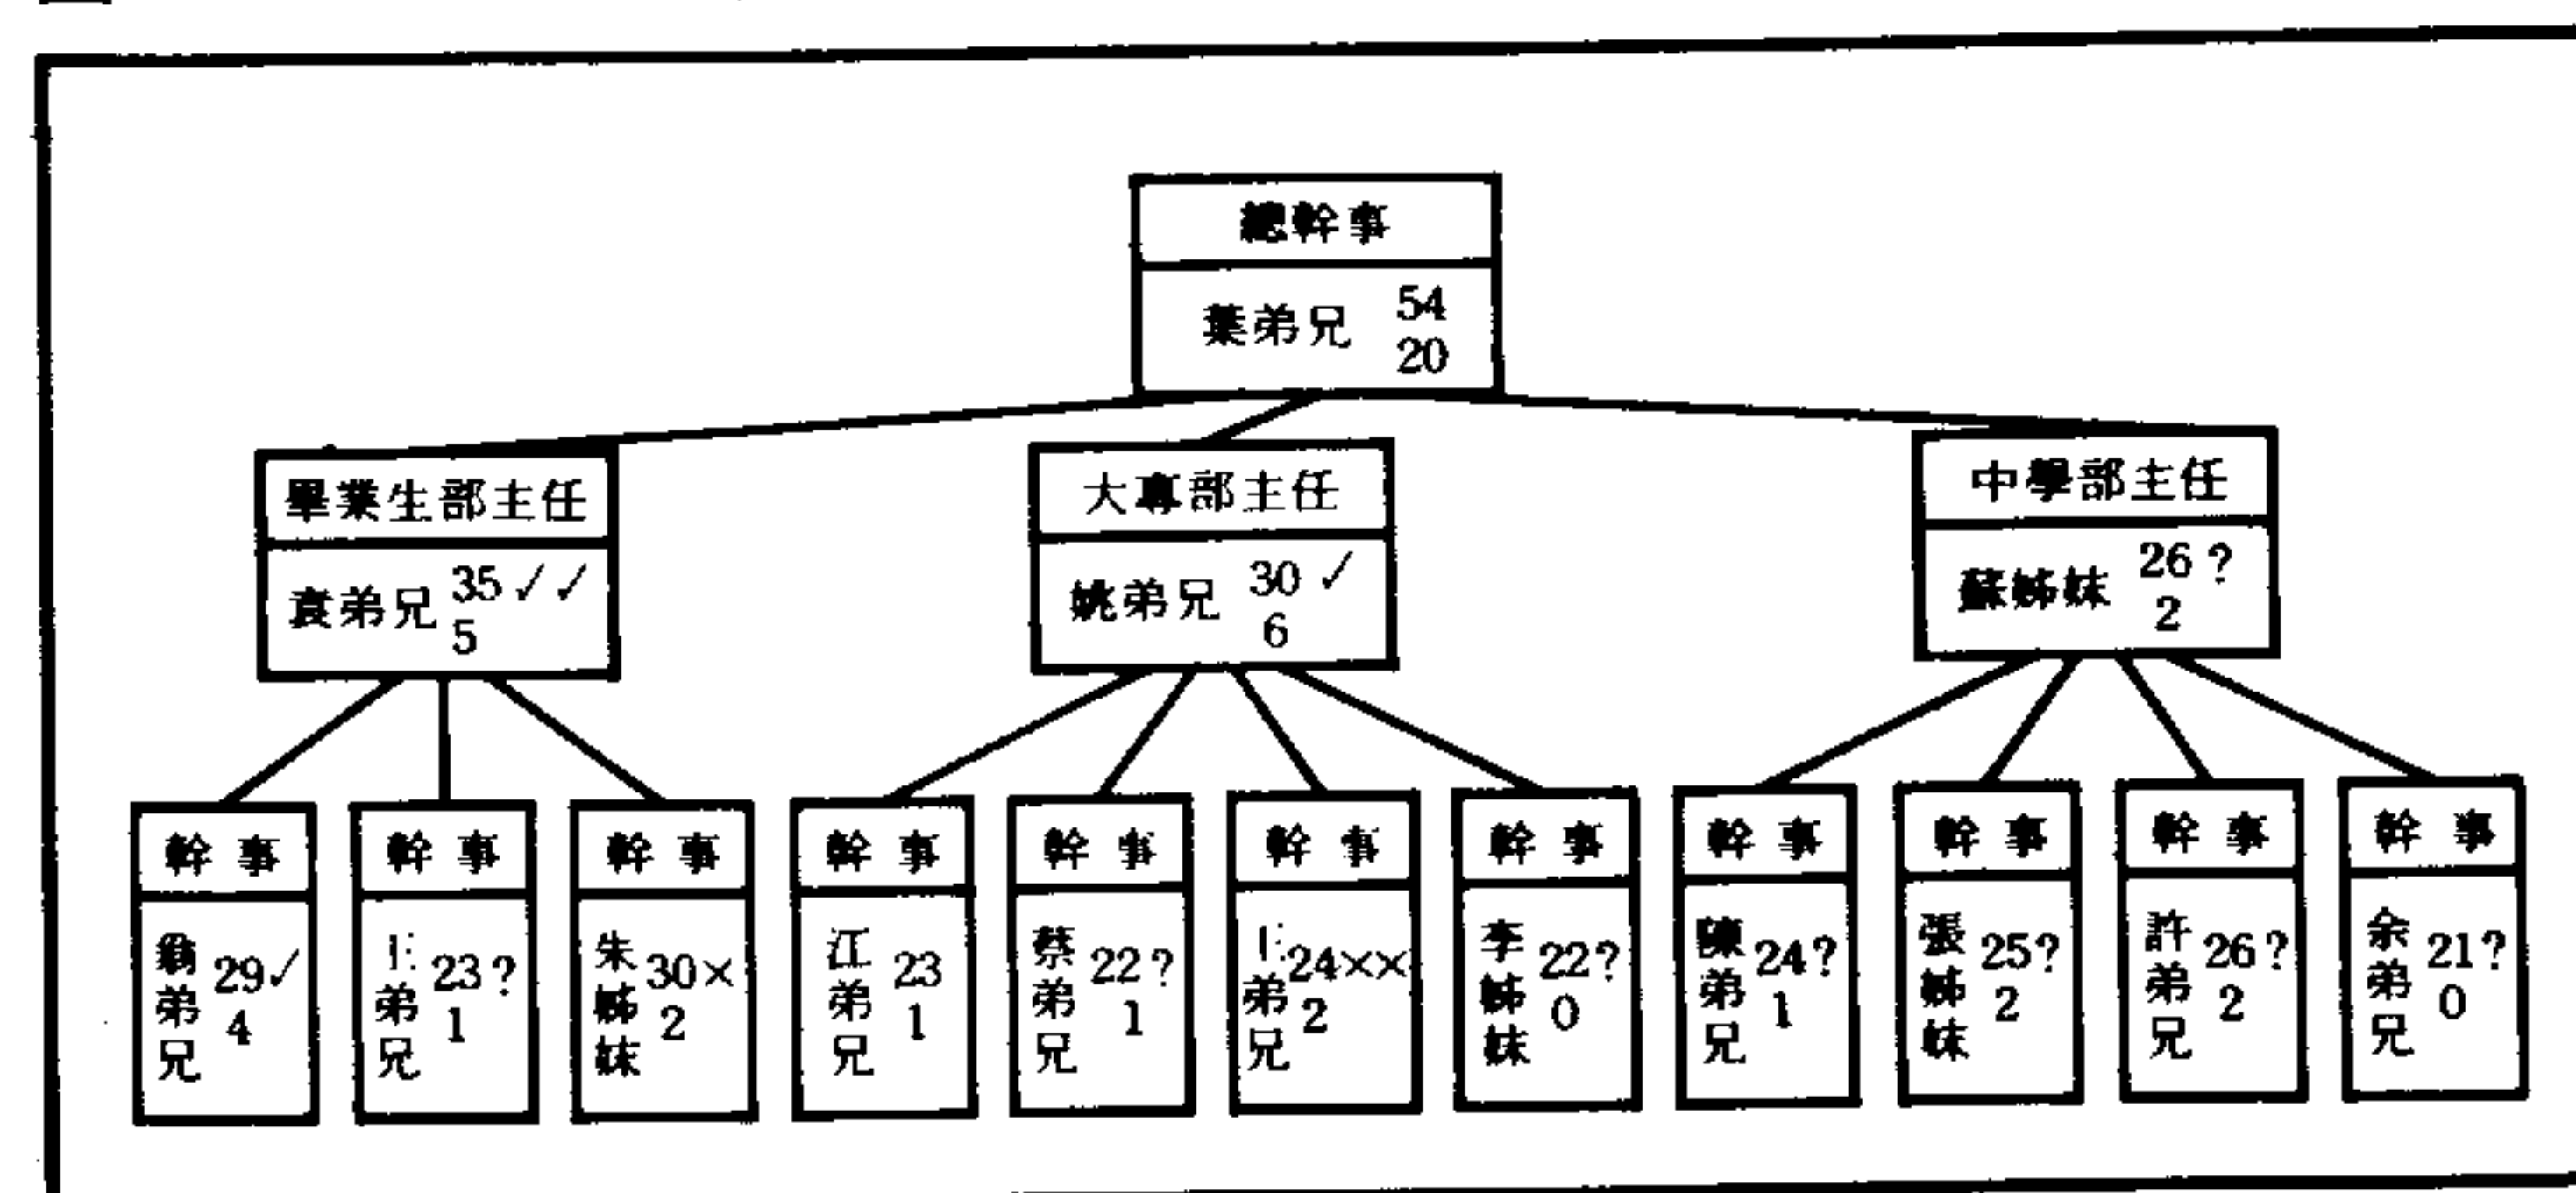 總幹事
葉弟兄 54
20
畢業生部主任
袁弟兄 35 ✓ ✓
5
大專部主任
姚弟兄 30 ✓
6
中學部主任
蘇姊妹 26 ?
2
幹事
翁弟兄 29 ✓
4
幹事
王弟兄 23 ?
1
幹事
朱姊妹 30 ×
2
幹事
江弟兄 23
1
幹事
蔡弟兄 22 ?
1
幹事
王弟兄 24 ××
2
幹事
李姊妹 22 ?
0
幹事
陳弟兄 24 ?
1
幹事
張姊妹 25 ?
2
幹事
許弟兄 26 ?
2
幹事
余弟兄 21 ?
0